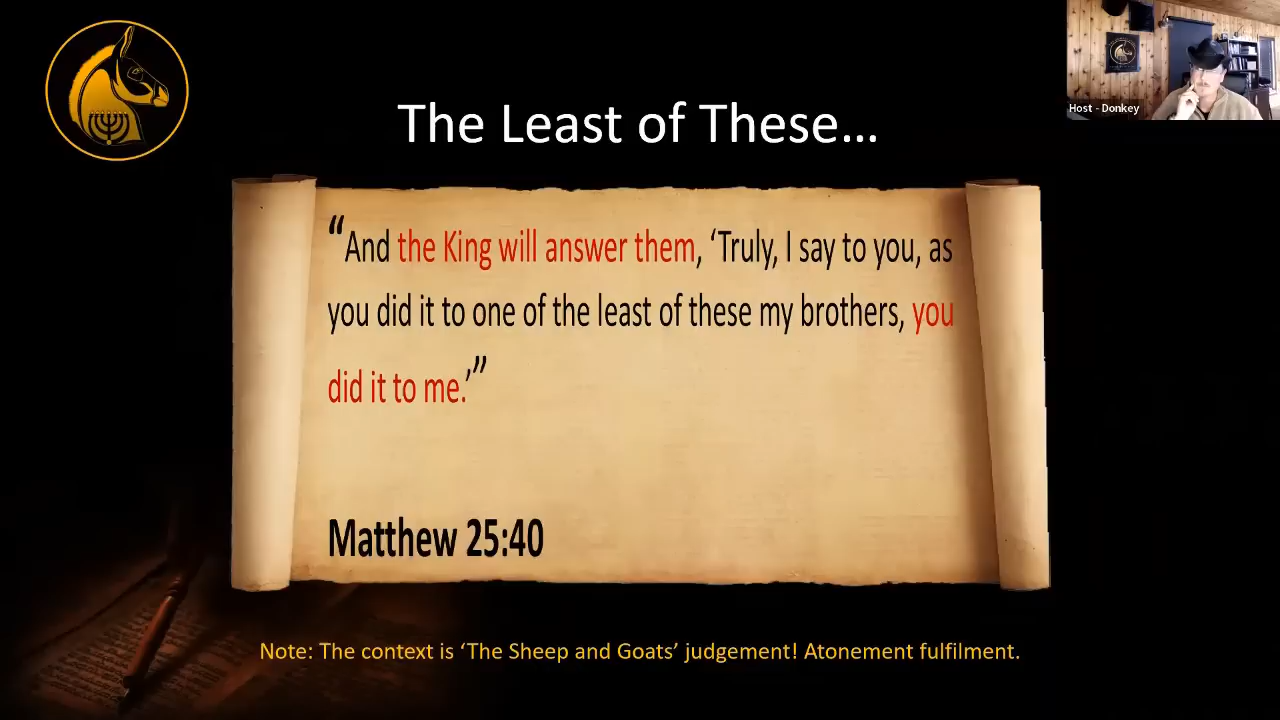 Host - Donkey
The Least of These…
“And the King will answer them, ‘Truly, I say to you, as
you did it to one of the least of these my brothers, you
did it to me.’”
Matthew 25:40
Note: The context is ‘The Sheep and Goats’ judgement! Atonement fulfilment.